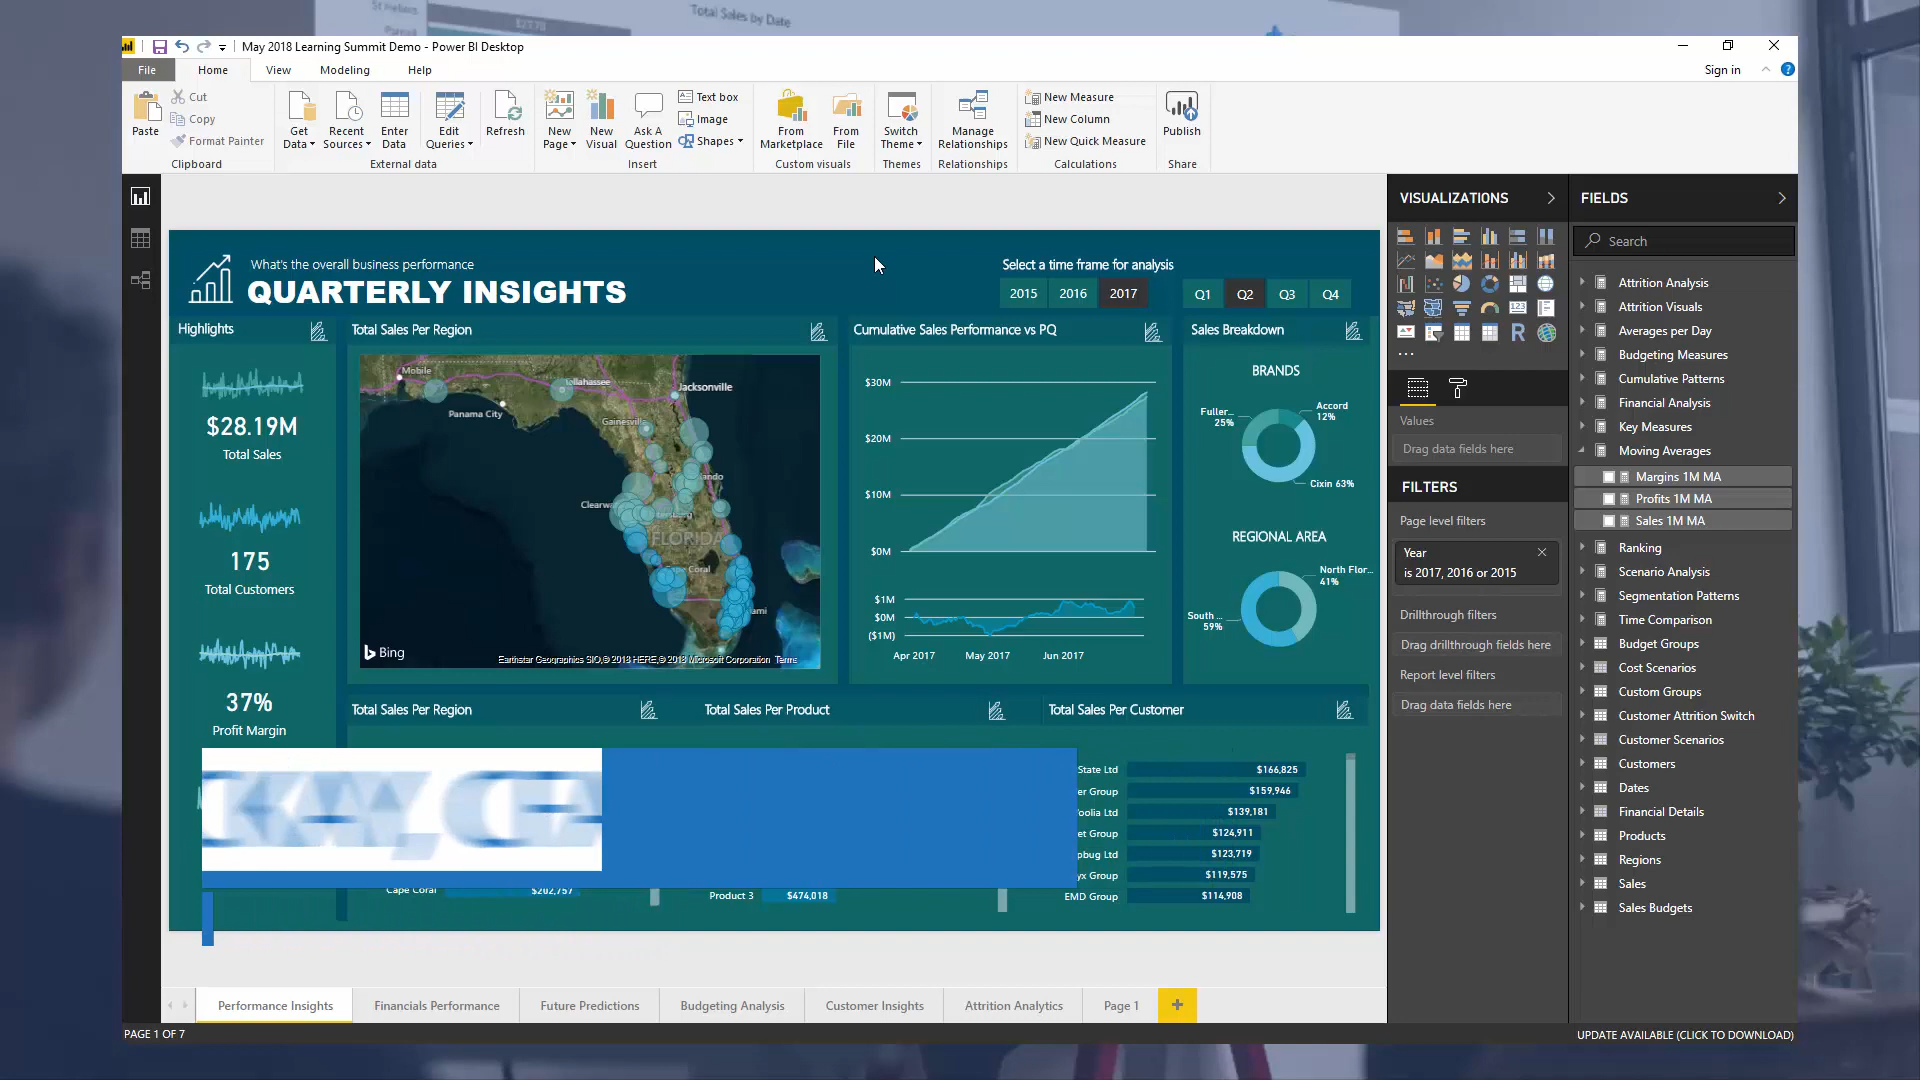 Total Sales by Date
May 2018 Learning Summit Demo - Power BI Desktop
File
Home
View
Modeling
Help
Sign in
Paste
Cut
Copy
Format Painter
Clipboard
Get Data
Recent Sources
Enter Data
Edit Queries
Refresh
External data
New Page
New Visual
Ask A Question
Text box
Image
Shapes
Insert
From Marketplace
From File
Custom visuals
Switch Theme
Themes
Manage Relationships
Relationships
New Measure
New Column
New Quick Measure
Calculations
Publish
Share
What's the overall business performance
QUARTERLY INSIGHTS
Select a time frame for analysis
2015
2016
2017
Q1
Q2
Q3
Q4
Highlights
$28.19M
Total Sales
175
Total Customers
37%
Profit Margin
Total Sales Per Region
Mobile
Jacksonville
Panama City
Gainesville
FLORIDA
Cape Coral
Bing
Earthstar Geographics SIO, © 2018 HERE, © 2018 Microsoft Corporation Terms
Cumulative Sales Performance vs PQ
$30M
$20M
$10M
$0M
$1M
$0M
($1M)
Apr 2017
May 2017
Jun 2017
Sales Breakdown
BRANDS
Fuller...
25%
Accord
12%
Cixin 63%
REGIONAL AREA
North Flor...
41%
South ...
59%
Total Sales Per Region
Total Sales Per Product
Total Sales Per Customer
State Ltd $166,825
er Group $159,946
oolia Ltd $139,181
et Group $124,911
pbug Ltd $123,719
yx Group $119,575
EMD Group $114,908
Cape Coral $202,757
Product 3 $474,018
Performance Insights
Financials Performance
Future Predictions
Budgeting Analysis
Customer Insights
Attrition Analytics
Page 1
PAGE 1 OF 7
UPDATE AVAILABLE (CLICK TO DOWNLOAD)
VISUALIZATIONS
Values
Drag data fields here
FILTERS
Page level filters
Year
is 2017, 2016 or 2015
Drillthrough filters
Drag drillthrough fields here
Report level filters
Drag data fields here
FIELDS
Search
Attrition Analysis
Attrition Visuals
Averages per Day
Budgeting Measures
Cumulative Patterns
Financial Analysis
Key Measures
Moving Averages
Margins 1M MA
Profits 1M MA
Sales 1M MA
Ranking
Scenario Analysis
Segmentation Patterns
Time Comparison
Budget Groups
Cost Scenarios
Custom Groups
Customer Attrition Switch
Customer Scenarios
Customers
Dates
Financial Details
Products
Regions
Sales
Sales Budgets